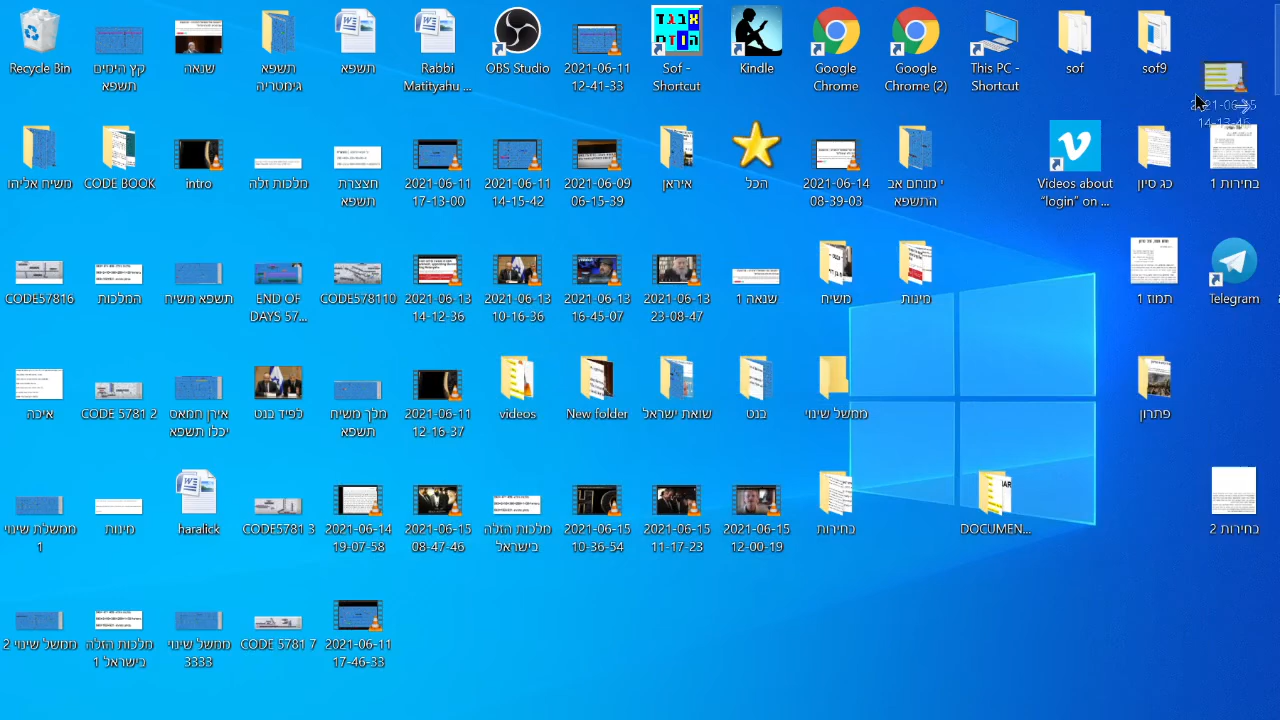 Recycle Bin
קץ הימים
תשפא
שנאה
תשפא
גימטריה
תשפא
Rabbi
Matityahu ...
OBS Studio
2021-06-11
12-41-33
Sof -
Shortcut
Kindle
Google
Chrome
Google
Chrome (2)
This PC -
Shortcut
sof
sof9
14-13-46
משיח אליהו
CODE BOOK
intro
מלכות זלה
חצצרת
תשפא
2021-06-11
17-13-00
2021-06-11
14-15-42
2021-06-09
06-15-39
איראן
הכל
2021-06-14
08-39-03
י מנחם אב
התשפא
Videos about
“login” on ...
כג סיון
בחירות 1
CODE57816
המלכות
תשפא משיח
END OF
DAYS 57...
CODE578110
2021-06-13
14-12-36
2021-06-13
10-16-36
2021-06-13
16-45-07
2021-06-13
23-08-47
שנאה 1
משיח
מינות
תמוז 1
Telegram
איכה
CODE 5781 2
אירן חמאס
יכלו תשפא
לפיד בנט
מלך משיח
תשפא
2021-06-11
12-16-37
videos
New folder
שואת ישראל
בנט
ממשל שינוי
פתרון
ממשלת שינוי
1
מינות
haralick
CODE5781 3
2021-06-14
19-07-58
2021-06-15
08-47-46
מלכות הזלה
בישראל
2021-06-15
10-36-54
2021-06-15
11-17-23
2021-06-15
12-00-19
בחירות
DOCUMEN...
בחירות 2
ממשל שינוי 2
מלכות הזלה
בישראל 1
ממשל שינוי
3333
CODE 5781 7
2021-06-11
17-46-33